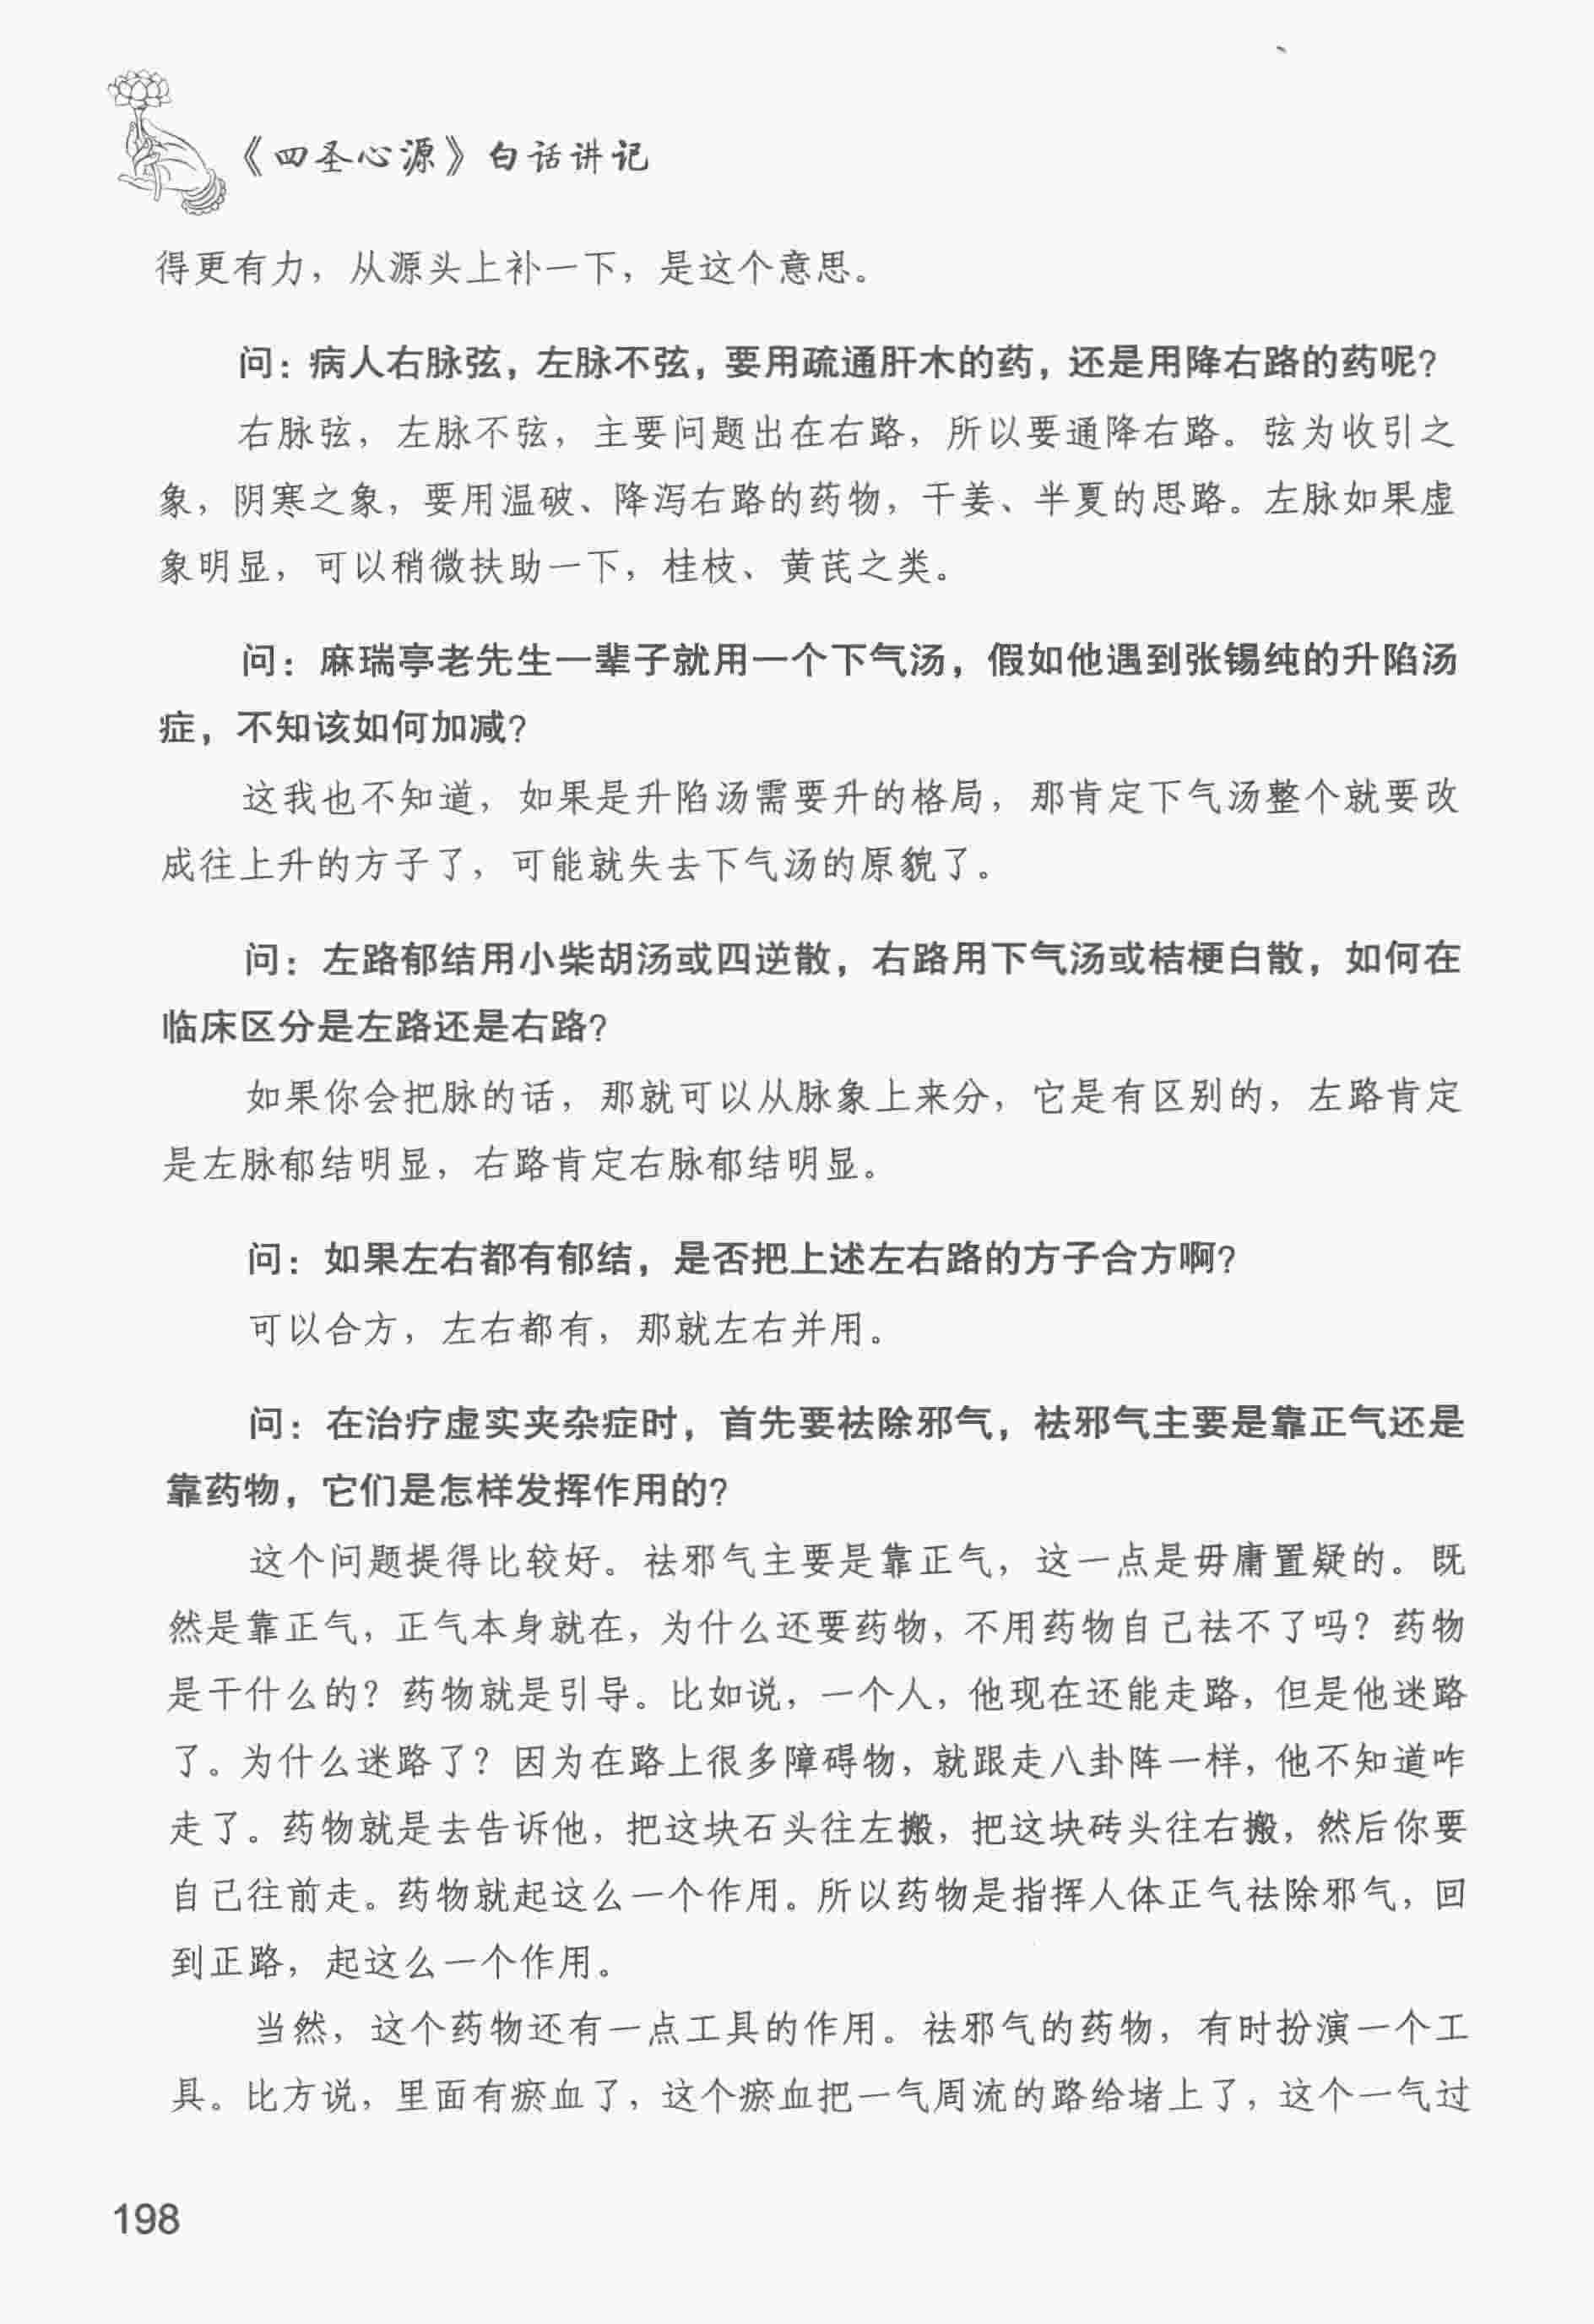 《四圣心源》白话讲记
得更有力，从源头上补一下，是这个意思。
问：病人右脉弦，左脉不弦，要用疏通肝木的药，还是用降右路的药呢？
右脉弦，左脉不弦，主要问题出在右路，所以要通降右路。弦为收引之
象，阴寒之象，要用温破、降泻右路的药物，干姜、半夏的思路。左脉如果虚
象明显，可以稍微扶助一下，桂枝、黄芪之类。
问：麻瑞亭老先生一辈子就用一个下气汤，假如他遇到张锡纯的升陷汤
症，不知该如何加减？
这我也不知道，如果是升陷汤需要升的格局，那肯定下气汤整个就要改
成往上升的方子了，可能就失去下气汤的原貌了。
问：左路郁结用小柴胡汤或四逆散，右路用下气汤或桔梗白散，如何在
临床区分是左路还是右路？
如果你会把脉的话，那就可以从脉象上来分，它是有区别的，左路肯定
是左脉郁结明显，右路肯定右脉郁结明显。
问：如果左右都有郁结，是否把上述左右路的方子合方啊？
可以合方，左右都有，那就左右并用。
问：在治疗虚实夹杂症时，首先要祛除邪气，祛邪气主要是靠正气还是
靠药物，它们是怎样发挥作用的？
这个问题提得比较好。祛邪气主要是靠正气，这一点是毋庸置疑的。既
然是靠正气，正气本身就在，为什么还要药物，不用药物自己祛不了吗？药物
是干什么的？药物就是引导。比如说，一个人，他现在还能走路，但是他迷路
了。为什么迷路了？因为在路上很多障碍物，就跟走八卦阵一样，他不知道咋
走了。药物就是去告诉他，把这块石头往左搬，把这块砖头往右搬，然后你要
自己往前走。药物就起这么一个作用。所以药物是指挥人体正气祛除邪气，回
到正路，起这么一个作用。
当然，这个药物还有一点工具的作用。祛邪气的药物，有时扮演一个工
具。比方说，里面有瘀血了，这个瘀血把一气周流的路给堵上了，这个一气过
198